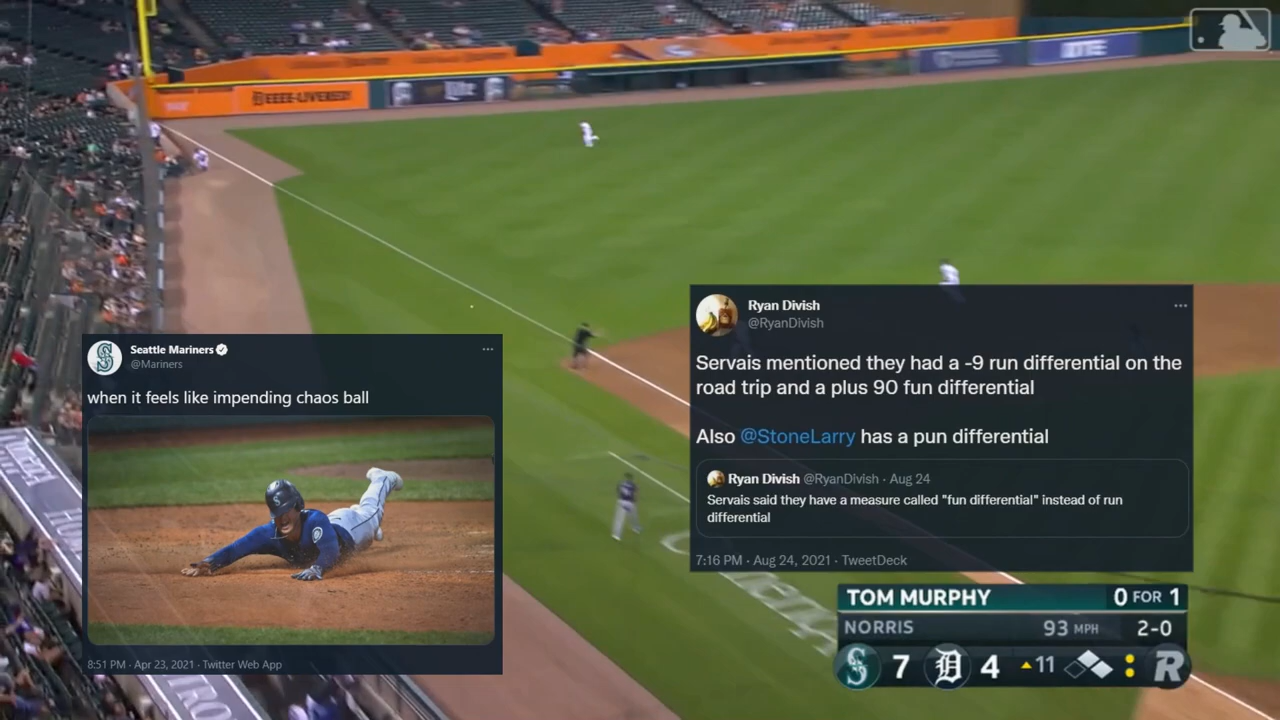 EEEE-LIVERED!
Lite
DTE
Seattle Mariners
@Mariners
when it feels like impending chaos ball
8:51 PM · Apr 23, 2021 · Twitter Web App
Ryan Divish
@RyanDivish
Servais mentioned they had a -9 run differential on the
road trip and a plus 90 fun differential
Also @StoneLarry has a pun differential
Ryan Divish @RyanDivish · Aug 24
Servais said they have a measure called "fun differential" instead of run
differential
7:16 PM · Aug 24, 2021 · TweetDeck
TOM MURPHY 0 FOR 1
NORRIS 93 MPH 2-0
S 7 D 4 11 R